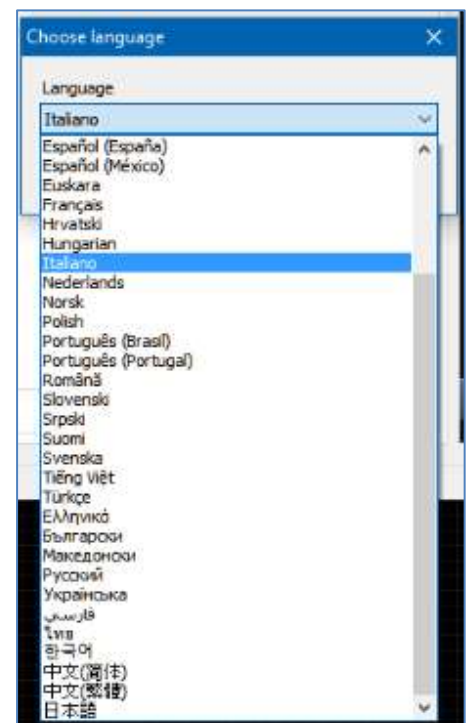 Choose language
Language
Italiano
Español (España)
Español (México)
Euskara
Français
Hrvatski
Hungarian
Italiano
Nederlands
Norsk
Polish
Português (Brasil)
Português (Portugal)
Română
Slovenski
Srpski
Suomi
Svenska
Tiếng Việt
Türkçe
Ελληνικά
Български
Македонски
Русский
Українська
فارسی
ไทย
한국어
中文(简体)
中文(繁體)
日本語